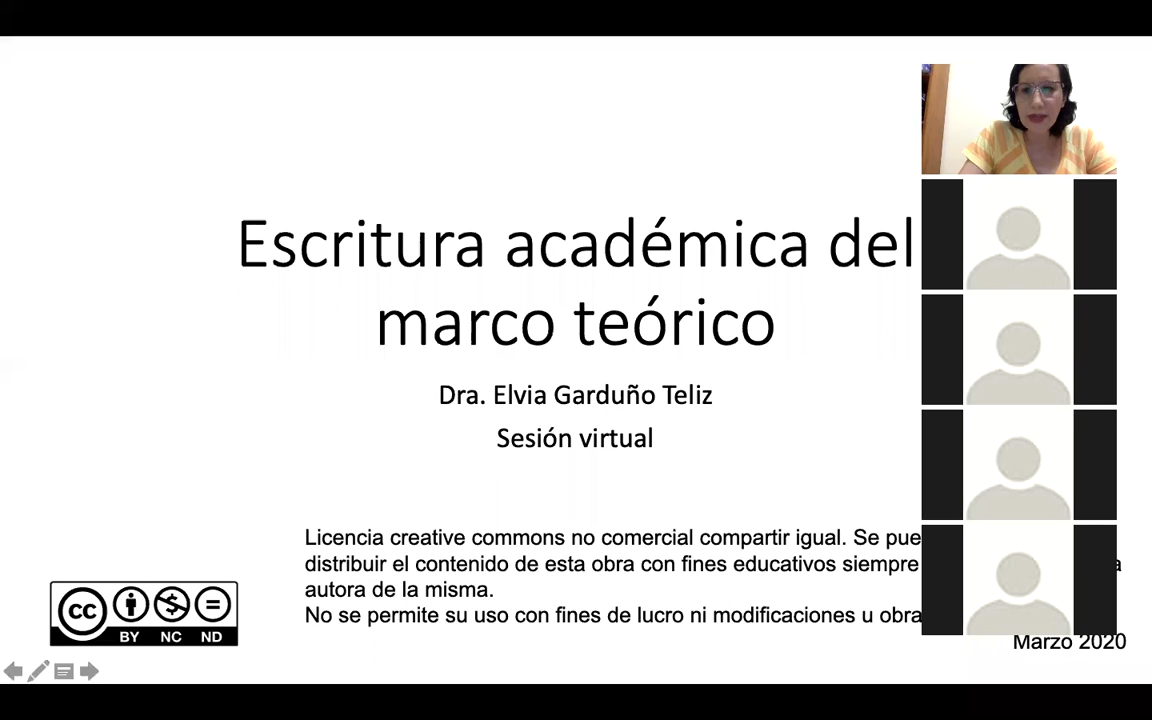 Escritura académica del
marco teórico
Dra. Elvia Garduño Teliz
Sesión virtual
Licencia creative commons no comercial compartir igual. Se
distribuir el contenido de esta obra con fines educativos siempre
autora de la misma.
No se permite su uso con fines de lucro ni modificaciones u
Marzo 2020
cc
BY NC ND